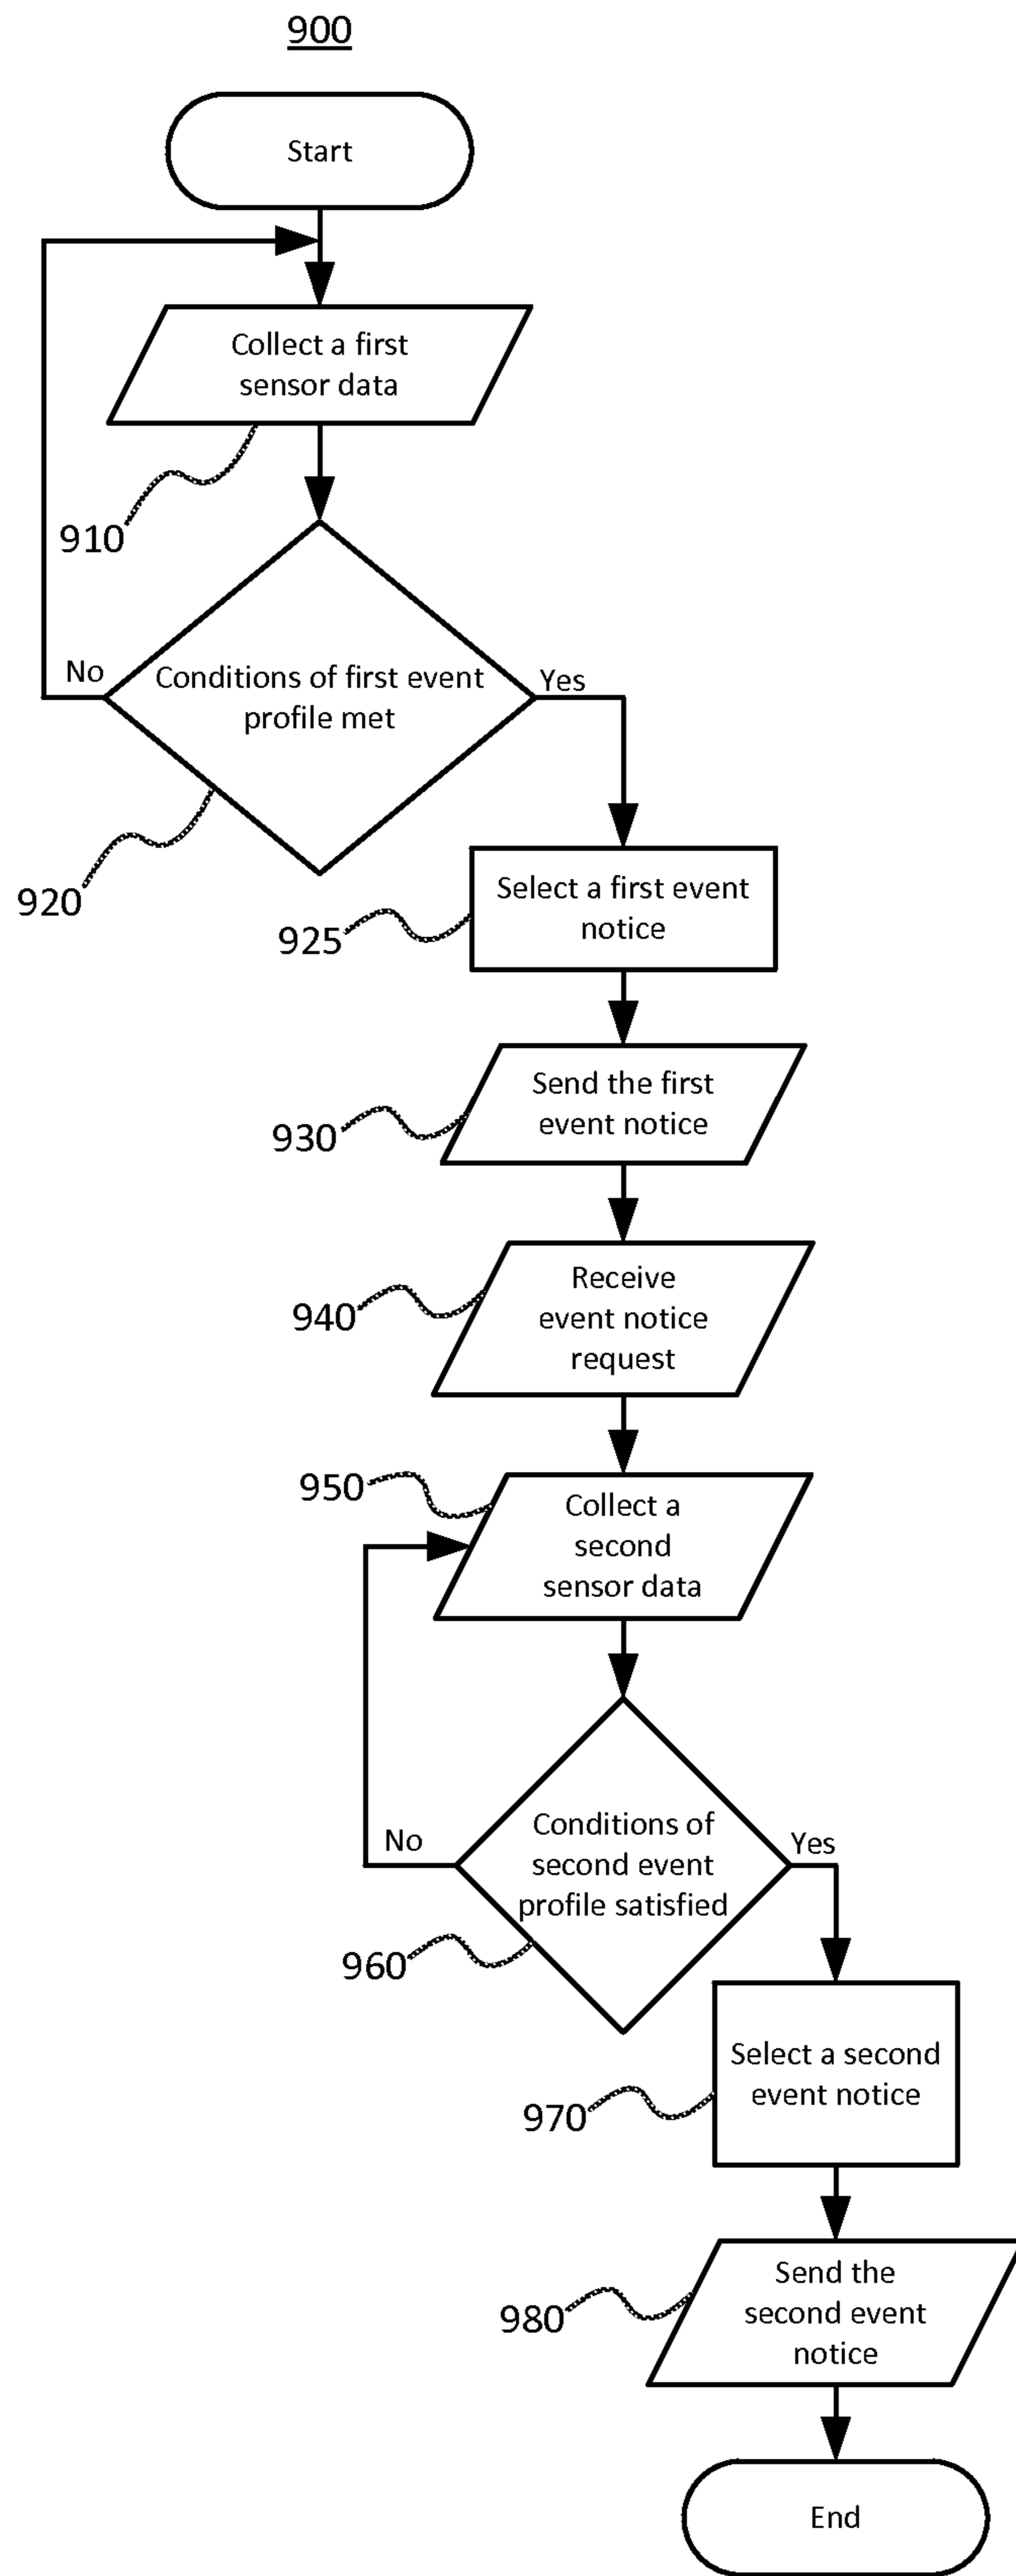 900
Start
Collect a first
sensor data
910
No
Conditions of first event
profile met
Yes
920
Select a first event
notice
925
Send the first
event notice
930
Receive
event notice
request
940
950
Collect a
second
sensor data
No
Conditions of
second event
profile satisfied
Yes
960
Select a second
event notice
970
Send the
second event
notice
980
End